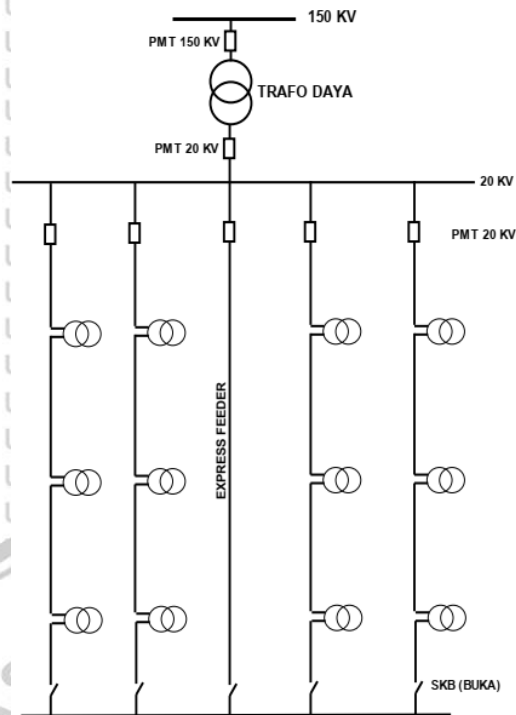 150 KV
PMT 150 KV
TRAFO DAYA
PMT 20 KV
20 KV
PMT 20 KV
EXPRESS FEEDER
SKB (BUKA)